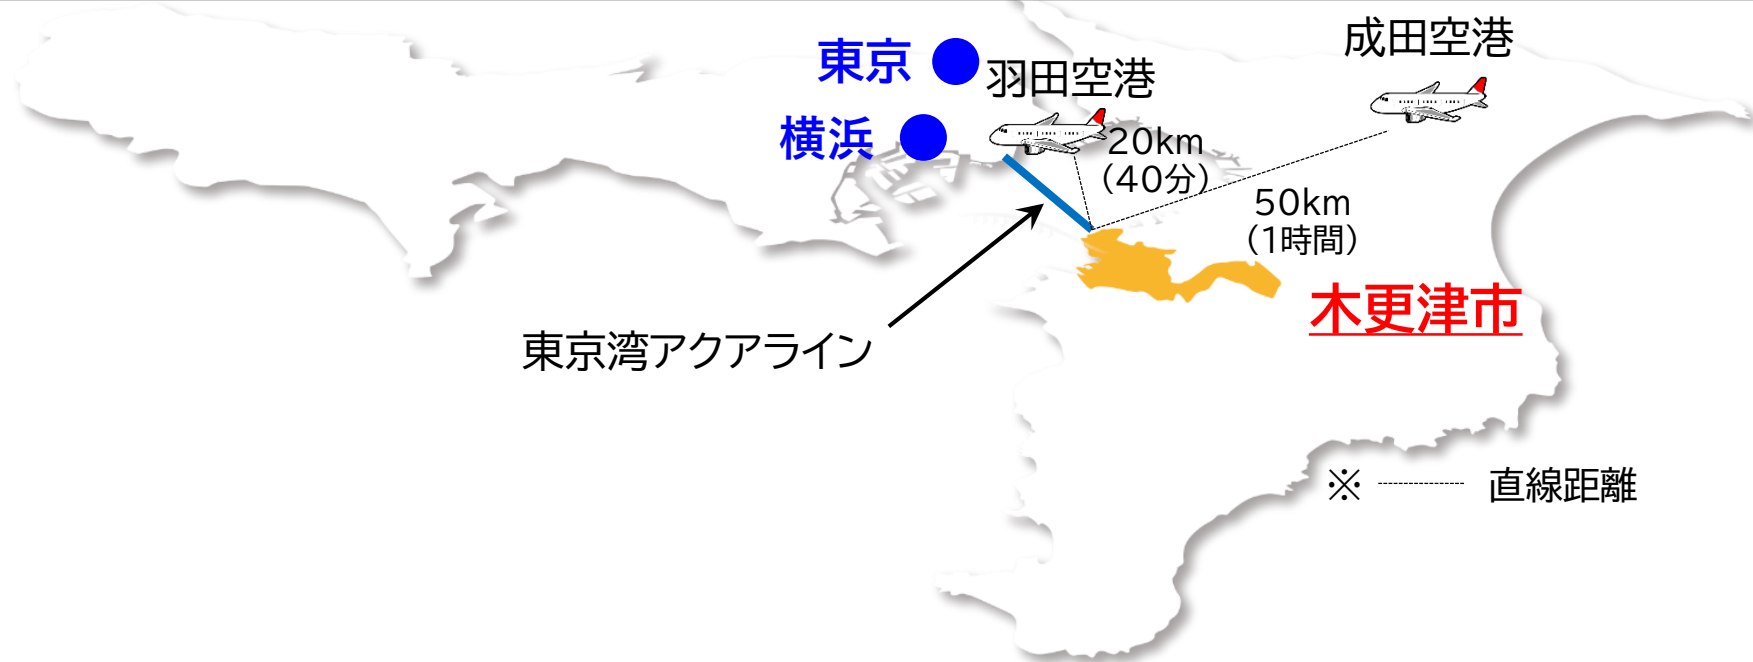 成田空港
東京
羽田空港
横浜
20km
(40分)
50km
(1時間)
木更津市
東京湾アクアライン
※ 直線距離